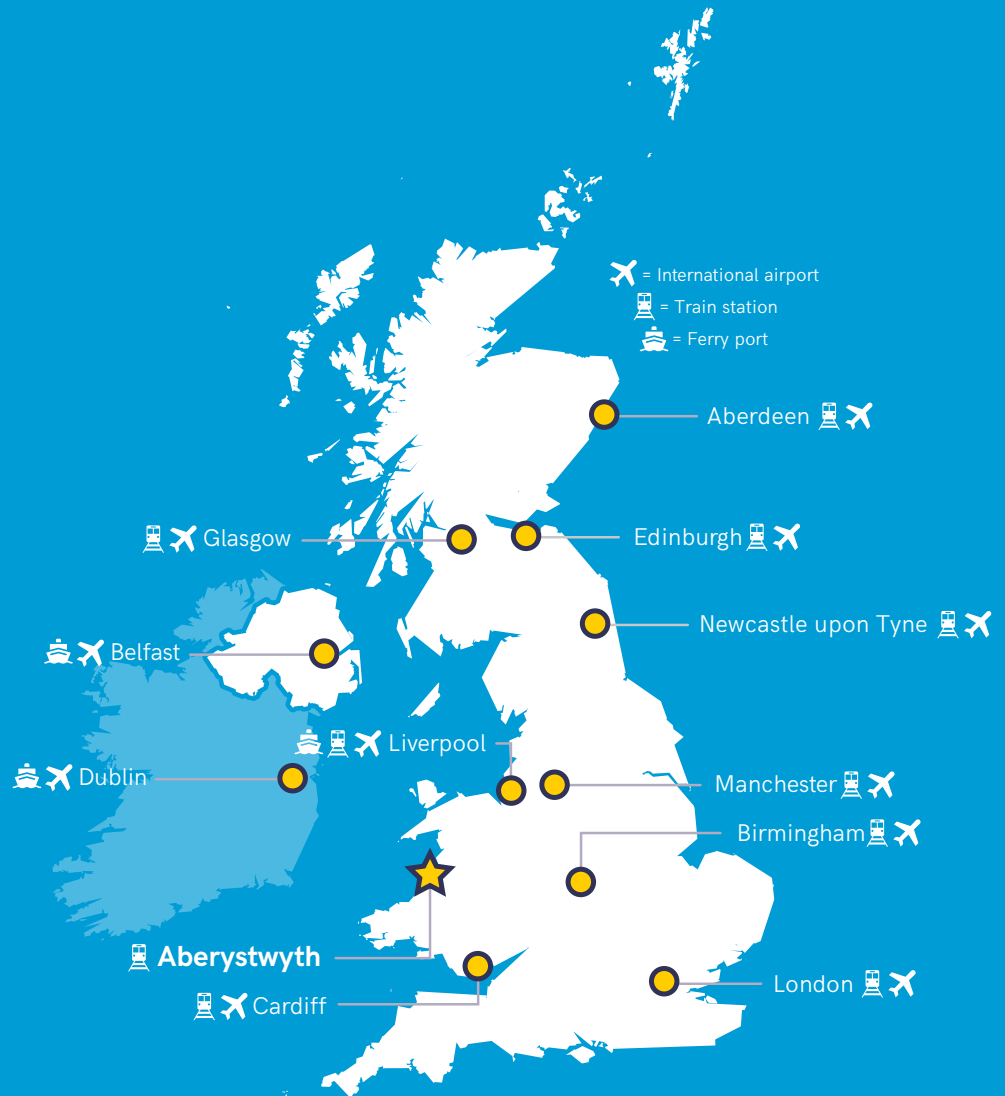 = International airport
= Train station
= Ferry port
Aberdeen
Glasgow
Edinburgh
Newcastle upon Tyne
Belfast
Liverpool
Dublin
Manchester
Birmingham
Aberystwyth
London
Cardiff